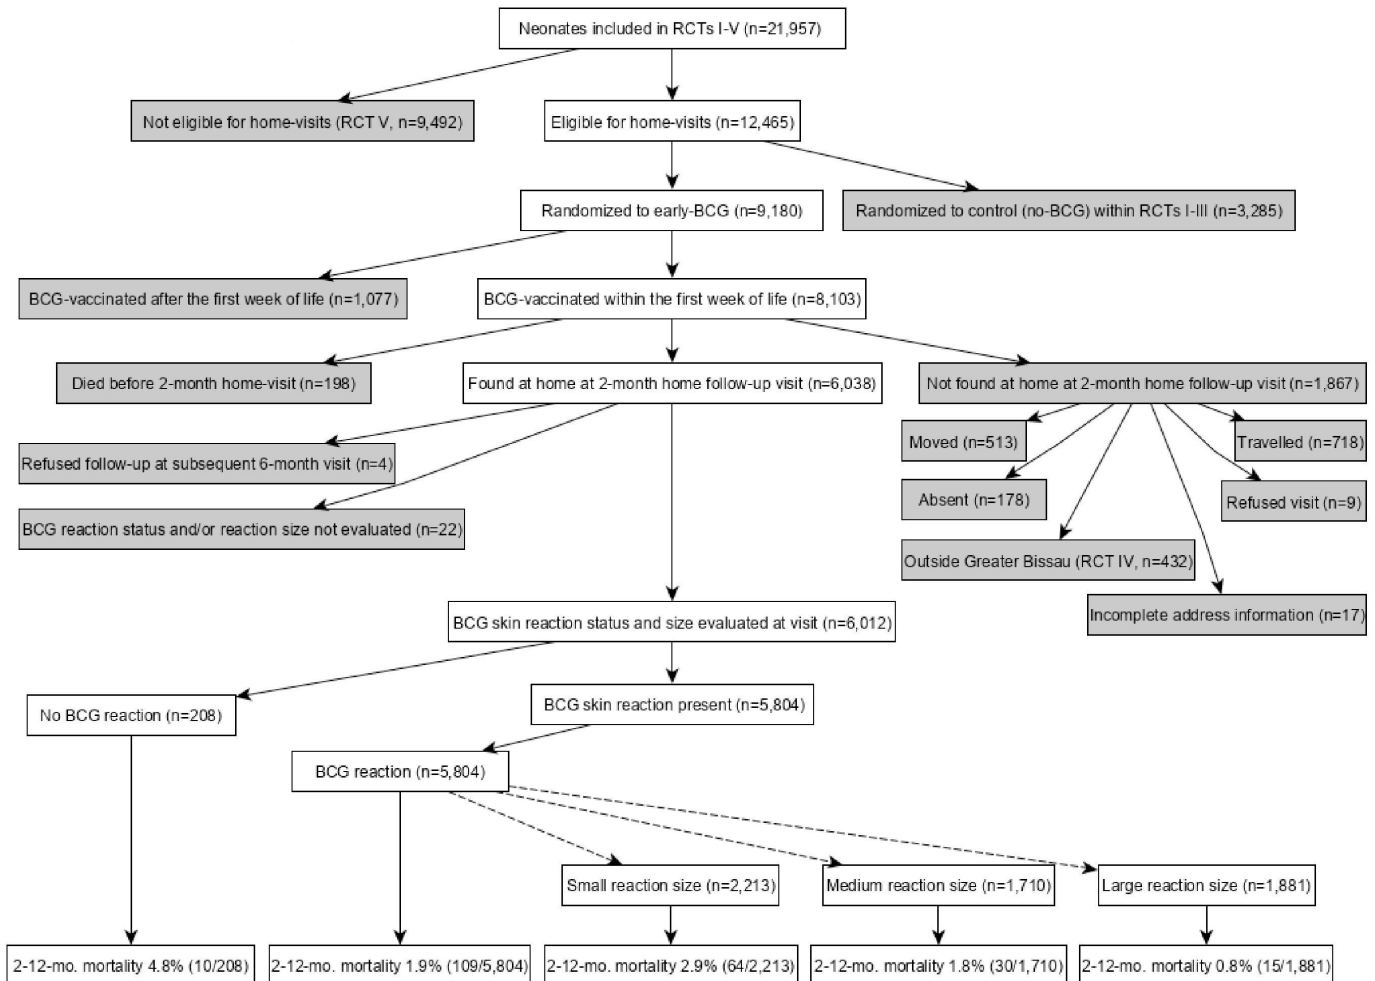 Neonates included in RCTs I-V (n=21,957)
Not eligible for home-visits (RCT V, n=9,492)
Eligible for home-visits (n=12,465)
Randomized to early-BCG (n=9,180)
Randomized to control (no-BCG) within RCTs I-III (n=3,285)
BCG-vaccinated after the first week of life (n=1,077)
BCG-vaccinated within the first week of life (n=8,103)
Died before 2-month home-visit (n=198)
Found at home at 2-month home follow-up visit (n=6,038)
Not found at home at 2-month home follow-up visit (n=1,867)
Moved (n=513)
Travelled (n=718)
Refused follow-up at subsequent 6-month visit (n=4)
Absent (n=178)
Refused visit (n=9)
BCG reaction status and/or reaction size not evaluated (n=22)
Outside Greater Bissau (RCT IV, n=432)
Incomplete address information (n=17)
BCG skin reaction status and size evaluated at visit (n=6,012)
No BCG reaction (n=208)
BCG skin reaction present (n=5,804)
BCG reaction (n=5,804)
Small reaction size (n=2,213)
Medium reaction size (n=1,710)
Large reaction size (n=1,881)
2-12-mo. mortality 4.8% (10/208)
2-12-mo. mortality 1.9% (109/5,804)
2-12-mo. mortality 2.9% (64/2,213)
2-12-mo. mortality 1.8% (30/1,710)
2-12-mo. mortality 0.8% (15/1,881)